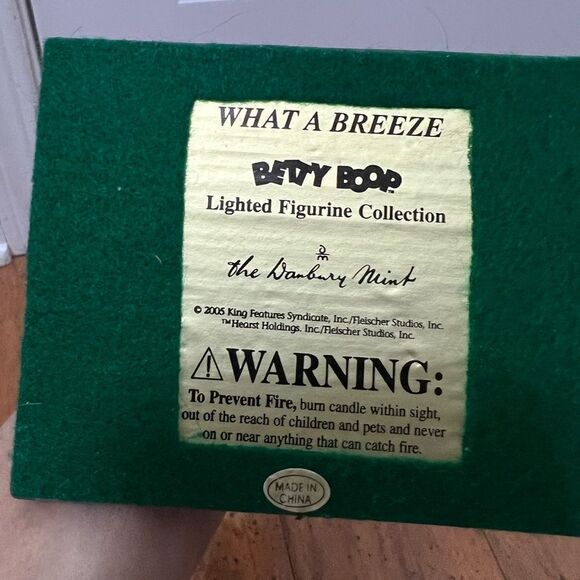 WHAT A BREEZE
BETTY BOOP™
Lighted Figurine Collection
DM
the Danbury Mint
© 2005 King Features Syndicate, Inc./Fleischer Studios, Inc.
™Hearst Holdings. Inc./Fleischer Studios, Inc.
⚠WARNING:
To Prevent Fire, burn candle within sight,
out of the reach of children and pets and never
on or near anything that can catch fire.
MADE IN
CHINA